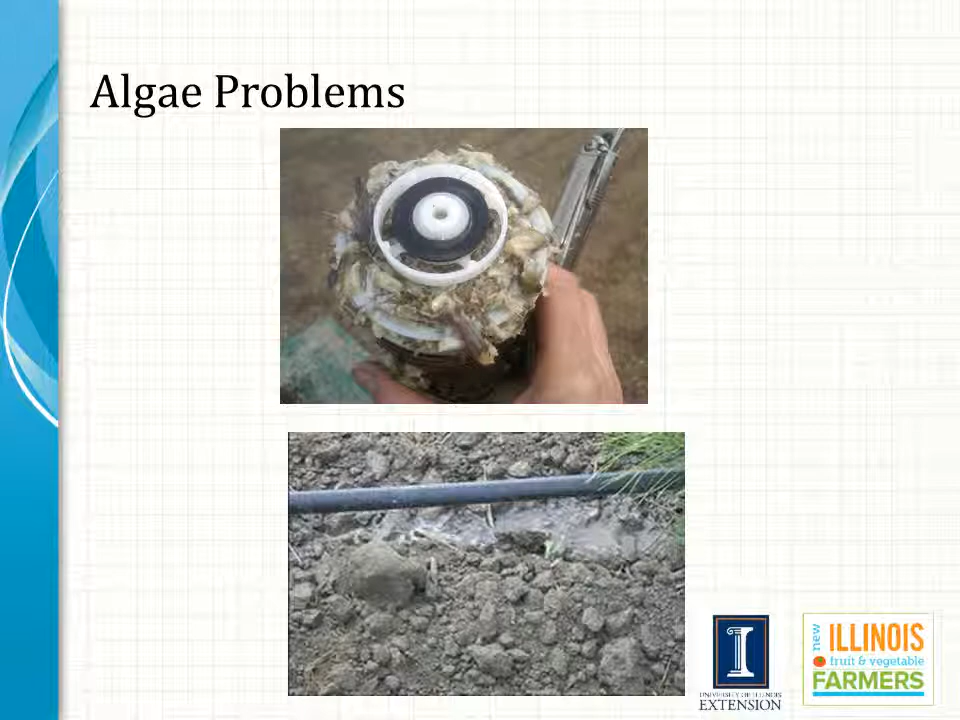 Algae Problems
UNIVERSITY OF ILLINOIS
EXTENSION
new
ILLINOIS
fruit & vegetable
FARMERS